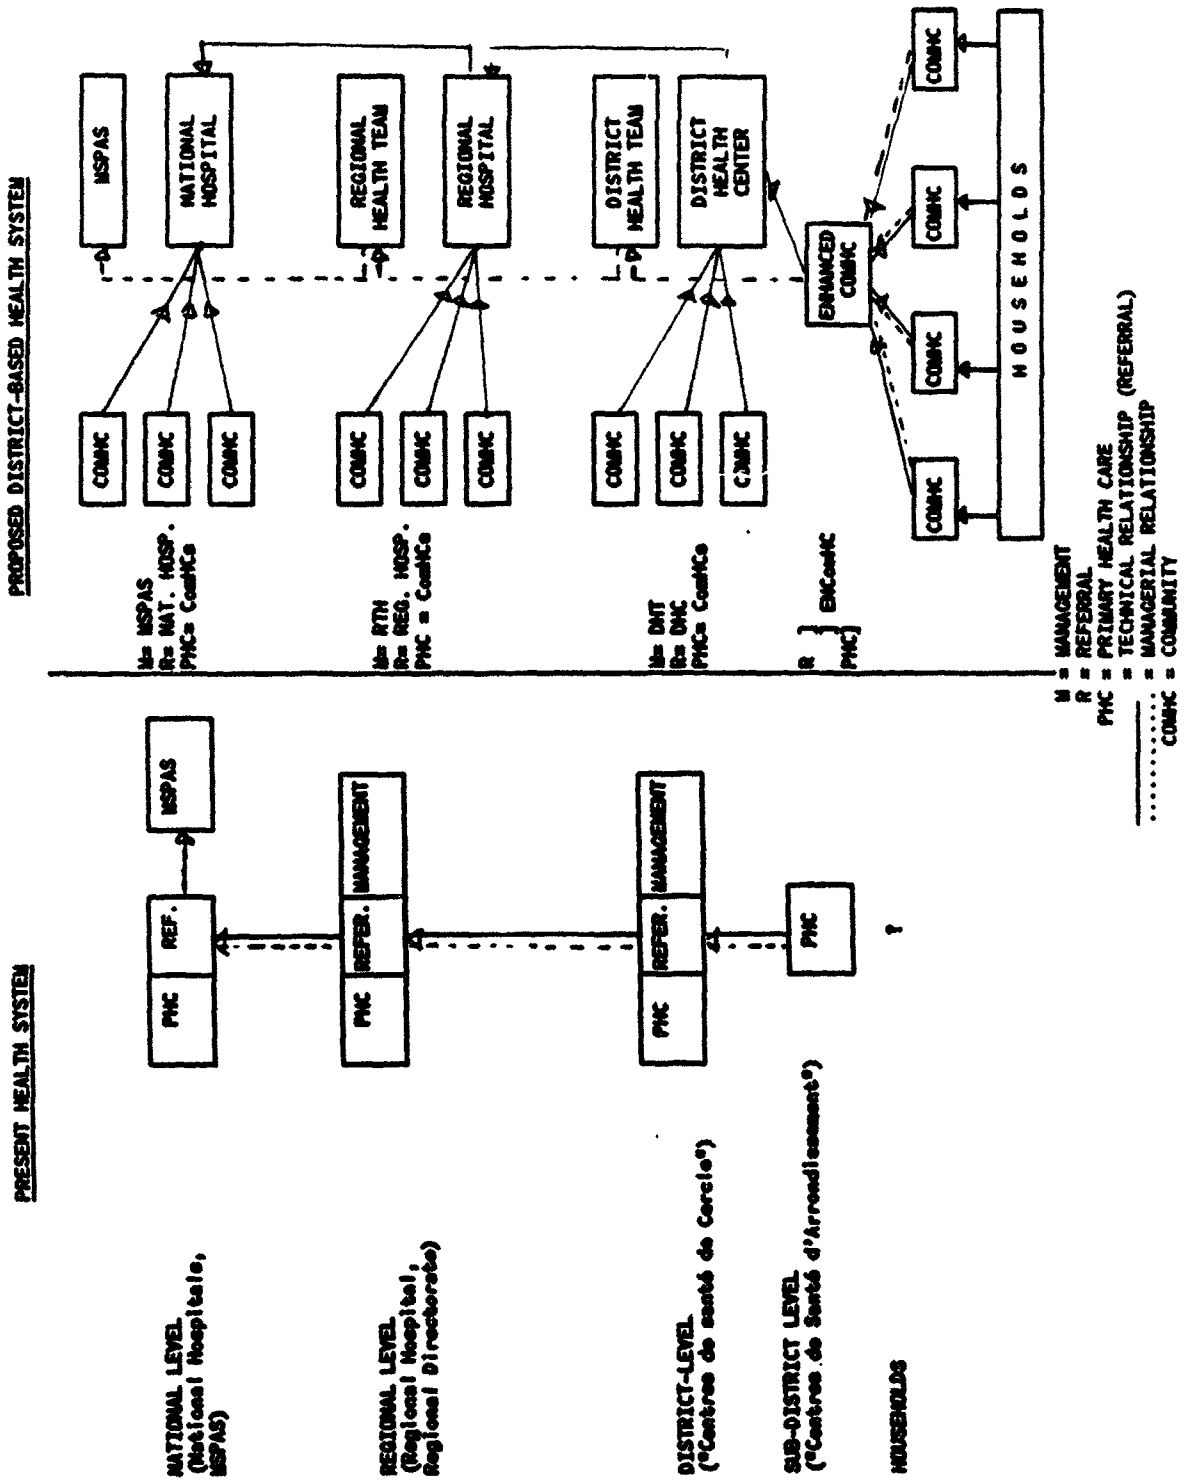 PRESENT HEALTH SYSTEM
NATIONAL LEVEL
(National Hospitals,
MSPAS)
PHC
REF.
MSPAS
REGIONAL LEVEL
(Regional Hospital,
Regional Directorate)
PHC
REFER.
MANAGEMENT
DISTRICT-LEVEL
("Centres de santé de Cercle")
PHC
REFER.
MANAGEMENT
SUB-DISTRICT LEVEL
("Centres de Santé d'Arrondissement")
PHC
HOUSEHOLDS
?
PROPOSED DISTRICT-BASED HEALTH SYSTEM
M= MSPAS
R= NAT. HOSP.
PHC= ComHCs
COMHC
COMHC
COMHC
MSPAS
NATIONAL
HOSPITAL
M= RTH
R= REG. HOSP.
PHC = ComHCs
COMHC
COMHC
COMHC
REGIONAL
HEALTH TEAM
REGIONAL
HOSPITAL
M= DHT
R= DHC
PHC= ComHCs
COMHC
COMHC
COMHC
DISTRICT
HEALTH TEAM
DISTRICT
HEALTH
CENTER
R
PHC} ENComHC
ENHANCED
COMHC
COMHC
COMHC
COMHC
COMHC
H O U S E H O L D S
M = MANAGEMENT
R = REFERRAL
PHC = PRIMARY HEALTH CARE
= TECHNICAL RELATIONSHIP (REFERRAL)
......... = MANAGERIAL RELATIONSHIP
COMHC = COMMUNITY